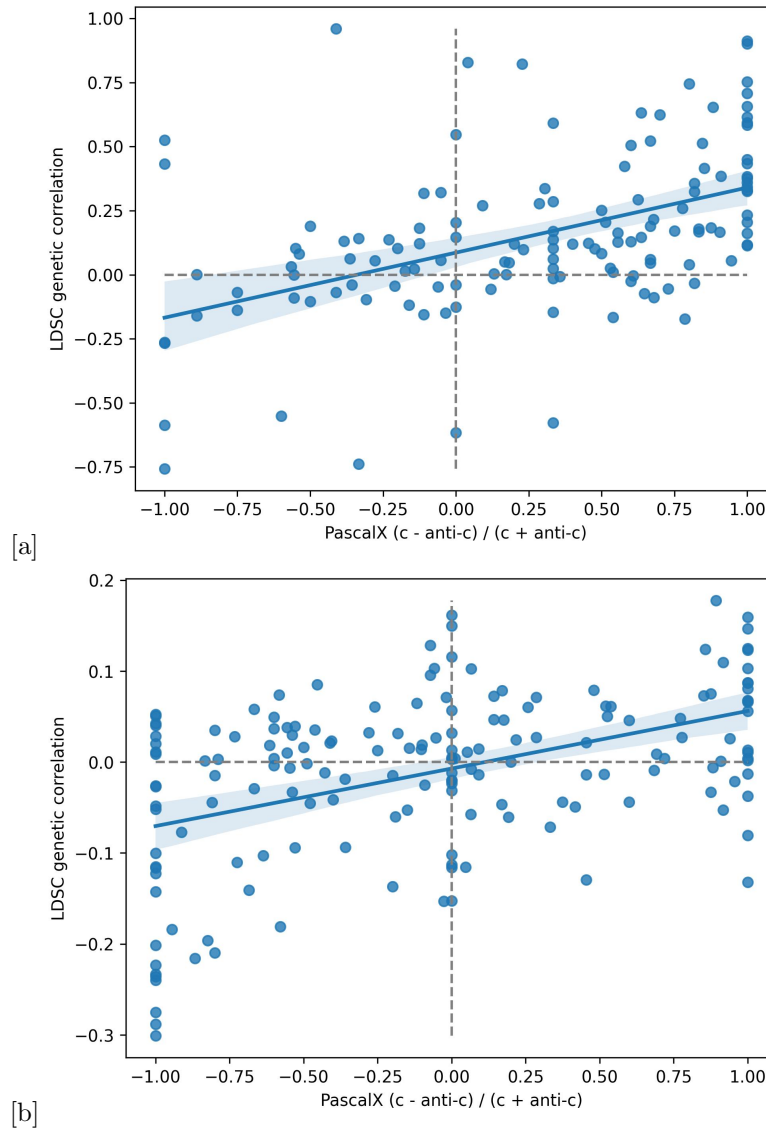 1.00
0.75
0.50
0.25
0.00
−0.25
−0.50
−0.75
LDSC genetic correlation
−1.00 −0.75 −0.50 −0.25 0.00 0.25 0.50 0.75 1.00
PascalX (c - anti-c) / (c + anti-c)
[a]
0.2
0.1
0.0
−0.1
−0.2
−0.3
LDSC genetic correlation
−1.00 −0.75 −0.50 −0.25 0.00 0.25 0.50 0.75 1.00
PascalX (c - anti-c) / (c + anti-c)
[b]